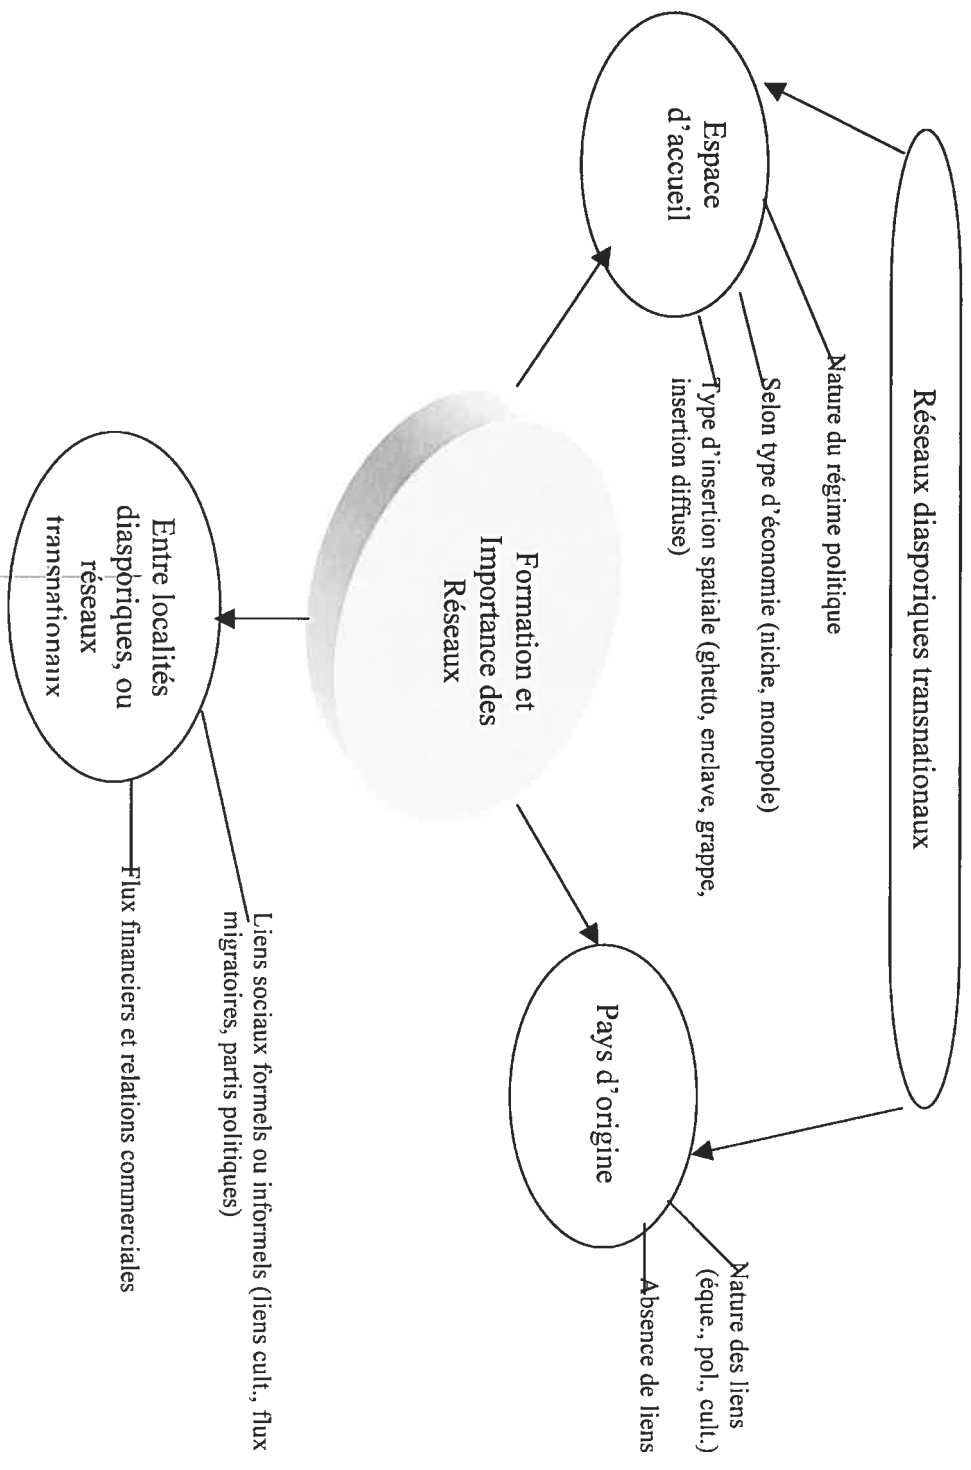 Réseaux diasporiques transnationaux
Espace
d'accueil
Nature du régime politique
Selon type d'économie (niche, monopole)
Type d'insertion spatiale (ghetto, enclave, grappe,
insertion diffuse)
Formation et
Importance des
Réseaux
Pays d'origine
Nature des liens
(éque., pol., cult.)
Absence de liens
Entre localités
diasporiques, ou
réseaux
transnationaux
Liens sociaux formels ou informels (liens cult., flux
migratoires, partis politiques)
Flux financiers et relations commerciales